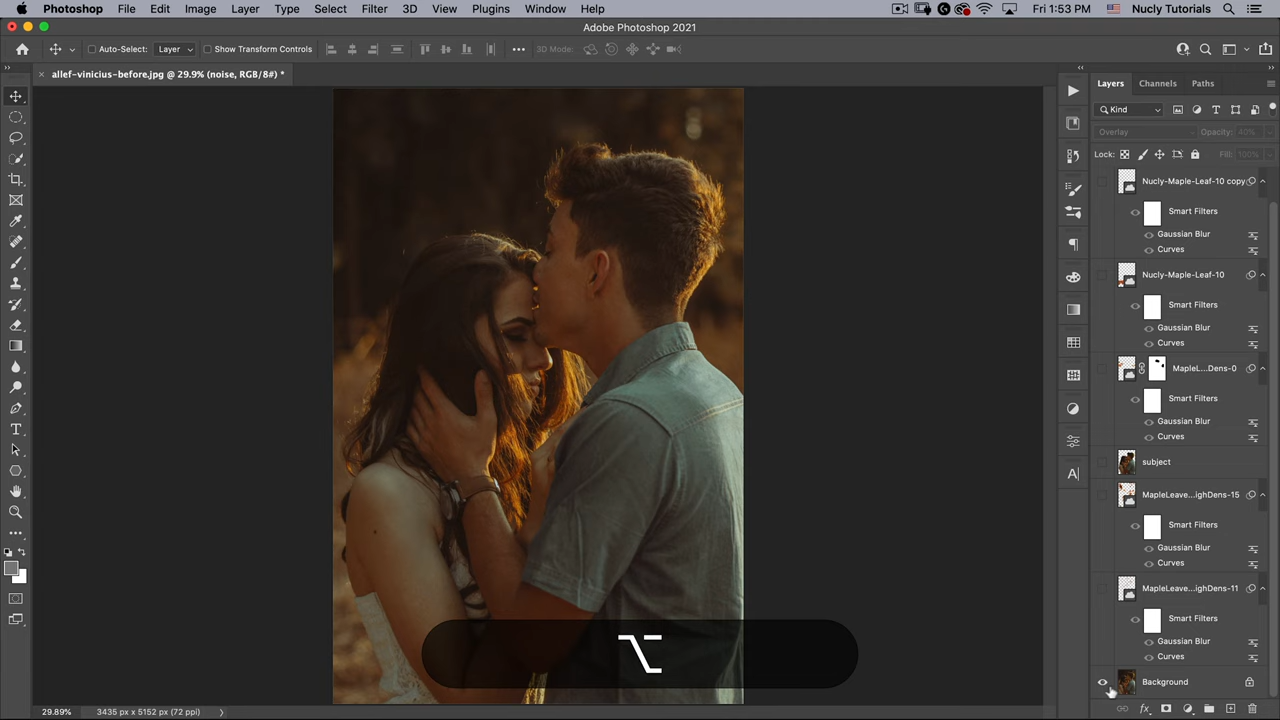 Photoshop File Edit Image Layer Type Select Filter 3D View Plugins Window Help Fri 1:53 PM Nucly Tutorials
Adobe Photoshop 2021
Auto-Select: Layer Show Transform Controls 3D Mode:
allef-vinicius-before.jpg @ 29.9% (noise, RGB/8#) *
Layers Channels Paths
Kind
Overlay Opacity: 40%
Lock: Fill: 100%
Nucly-Maple-Leaf-10 copy
Smart Filters
Gaussian Blur
Curves
Nucly-Maple-Leaf-10
Smart Filters
Gaussian Blur
Curves
MapleL...Dens-0
Smart Filters
Gaussian Blur
Curves
subject
MapleLeave...ighDens-15
Smart Filters
Gaussian Blur
Curves
MapleLeave...ighDens-11
Smart Filters
Gaussian Blur
Curves
⌥
Background
29.89% 3435 px x 5152 px (72 ppi)